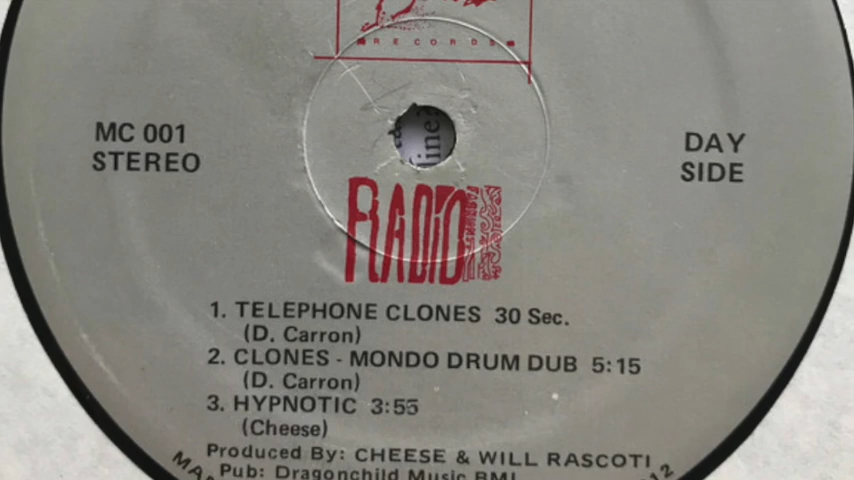 RECORDS
MC 001
STEREO
DAY
SIDE
RADIO
1. TELEPHONE CLONES 30 Sec.
(D. Carron)
2. CLONES - MONDO DRUM DUB 5:15
(D. Carron)
3. HYPNOTIC 3:55
(Cheese)
Produced By: CHEESE & WILL RASCOTI
Pub: Dragonchild Music BMI